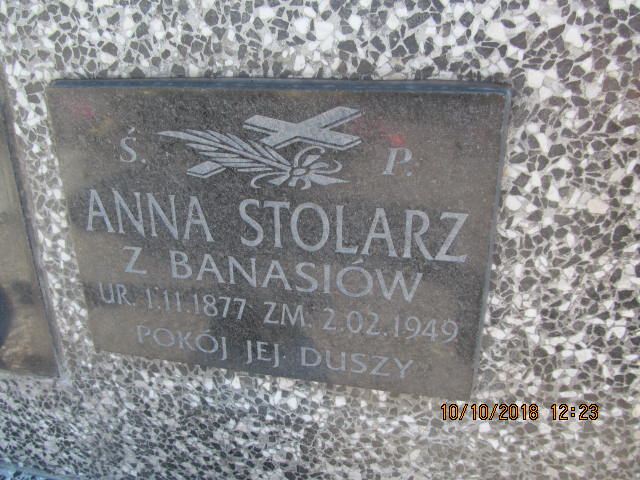 Ś. P.
ANNA STOLARZ
Z BANASIÓW
UR. 1.11.1877 ZM. 2.02.1949
POKÓJ JEJ DUSZY
10/10/2018 12:23